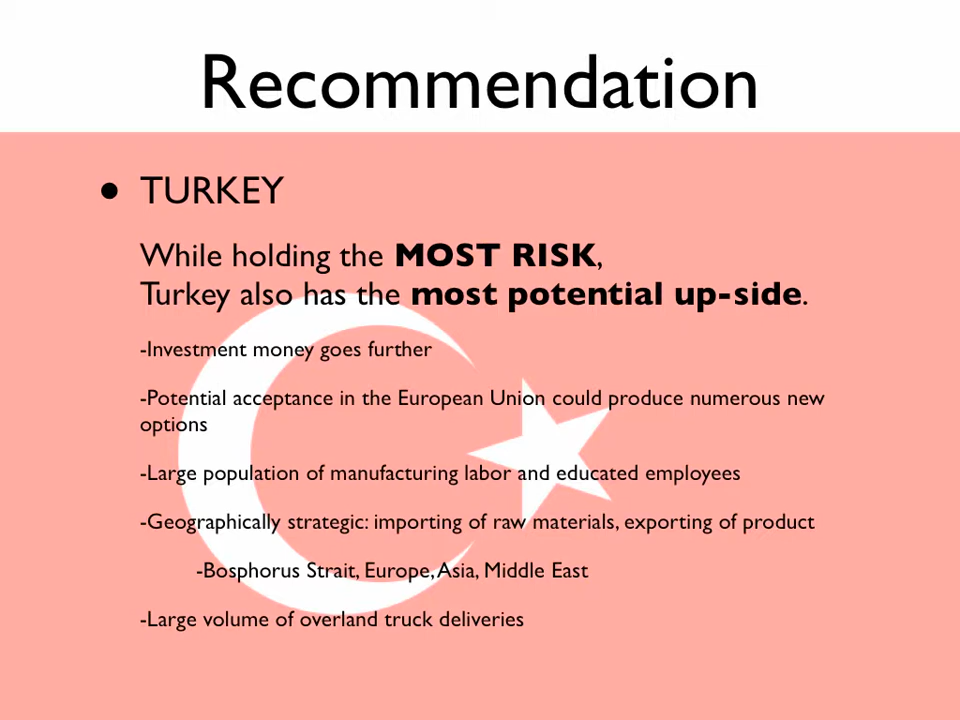 Recommendation
• TURKEY
While holding the MOST RISK,
Turkey also has the most potential up-side.
-Investment money goes further
-Potential acceptance in the European Union could produce numerous new
options
-Large population of manufacturing labor and educated employees
-Geographically strategic: importing of raw materials, exporting of product
-Bosphorus Strait, Europe, Asia, Middle East
-Large volume of overland truck deliveries